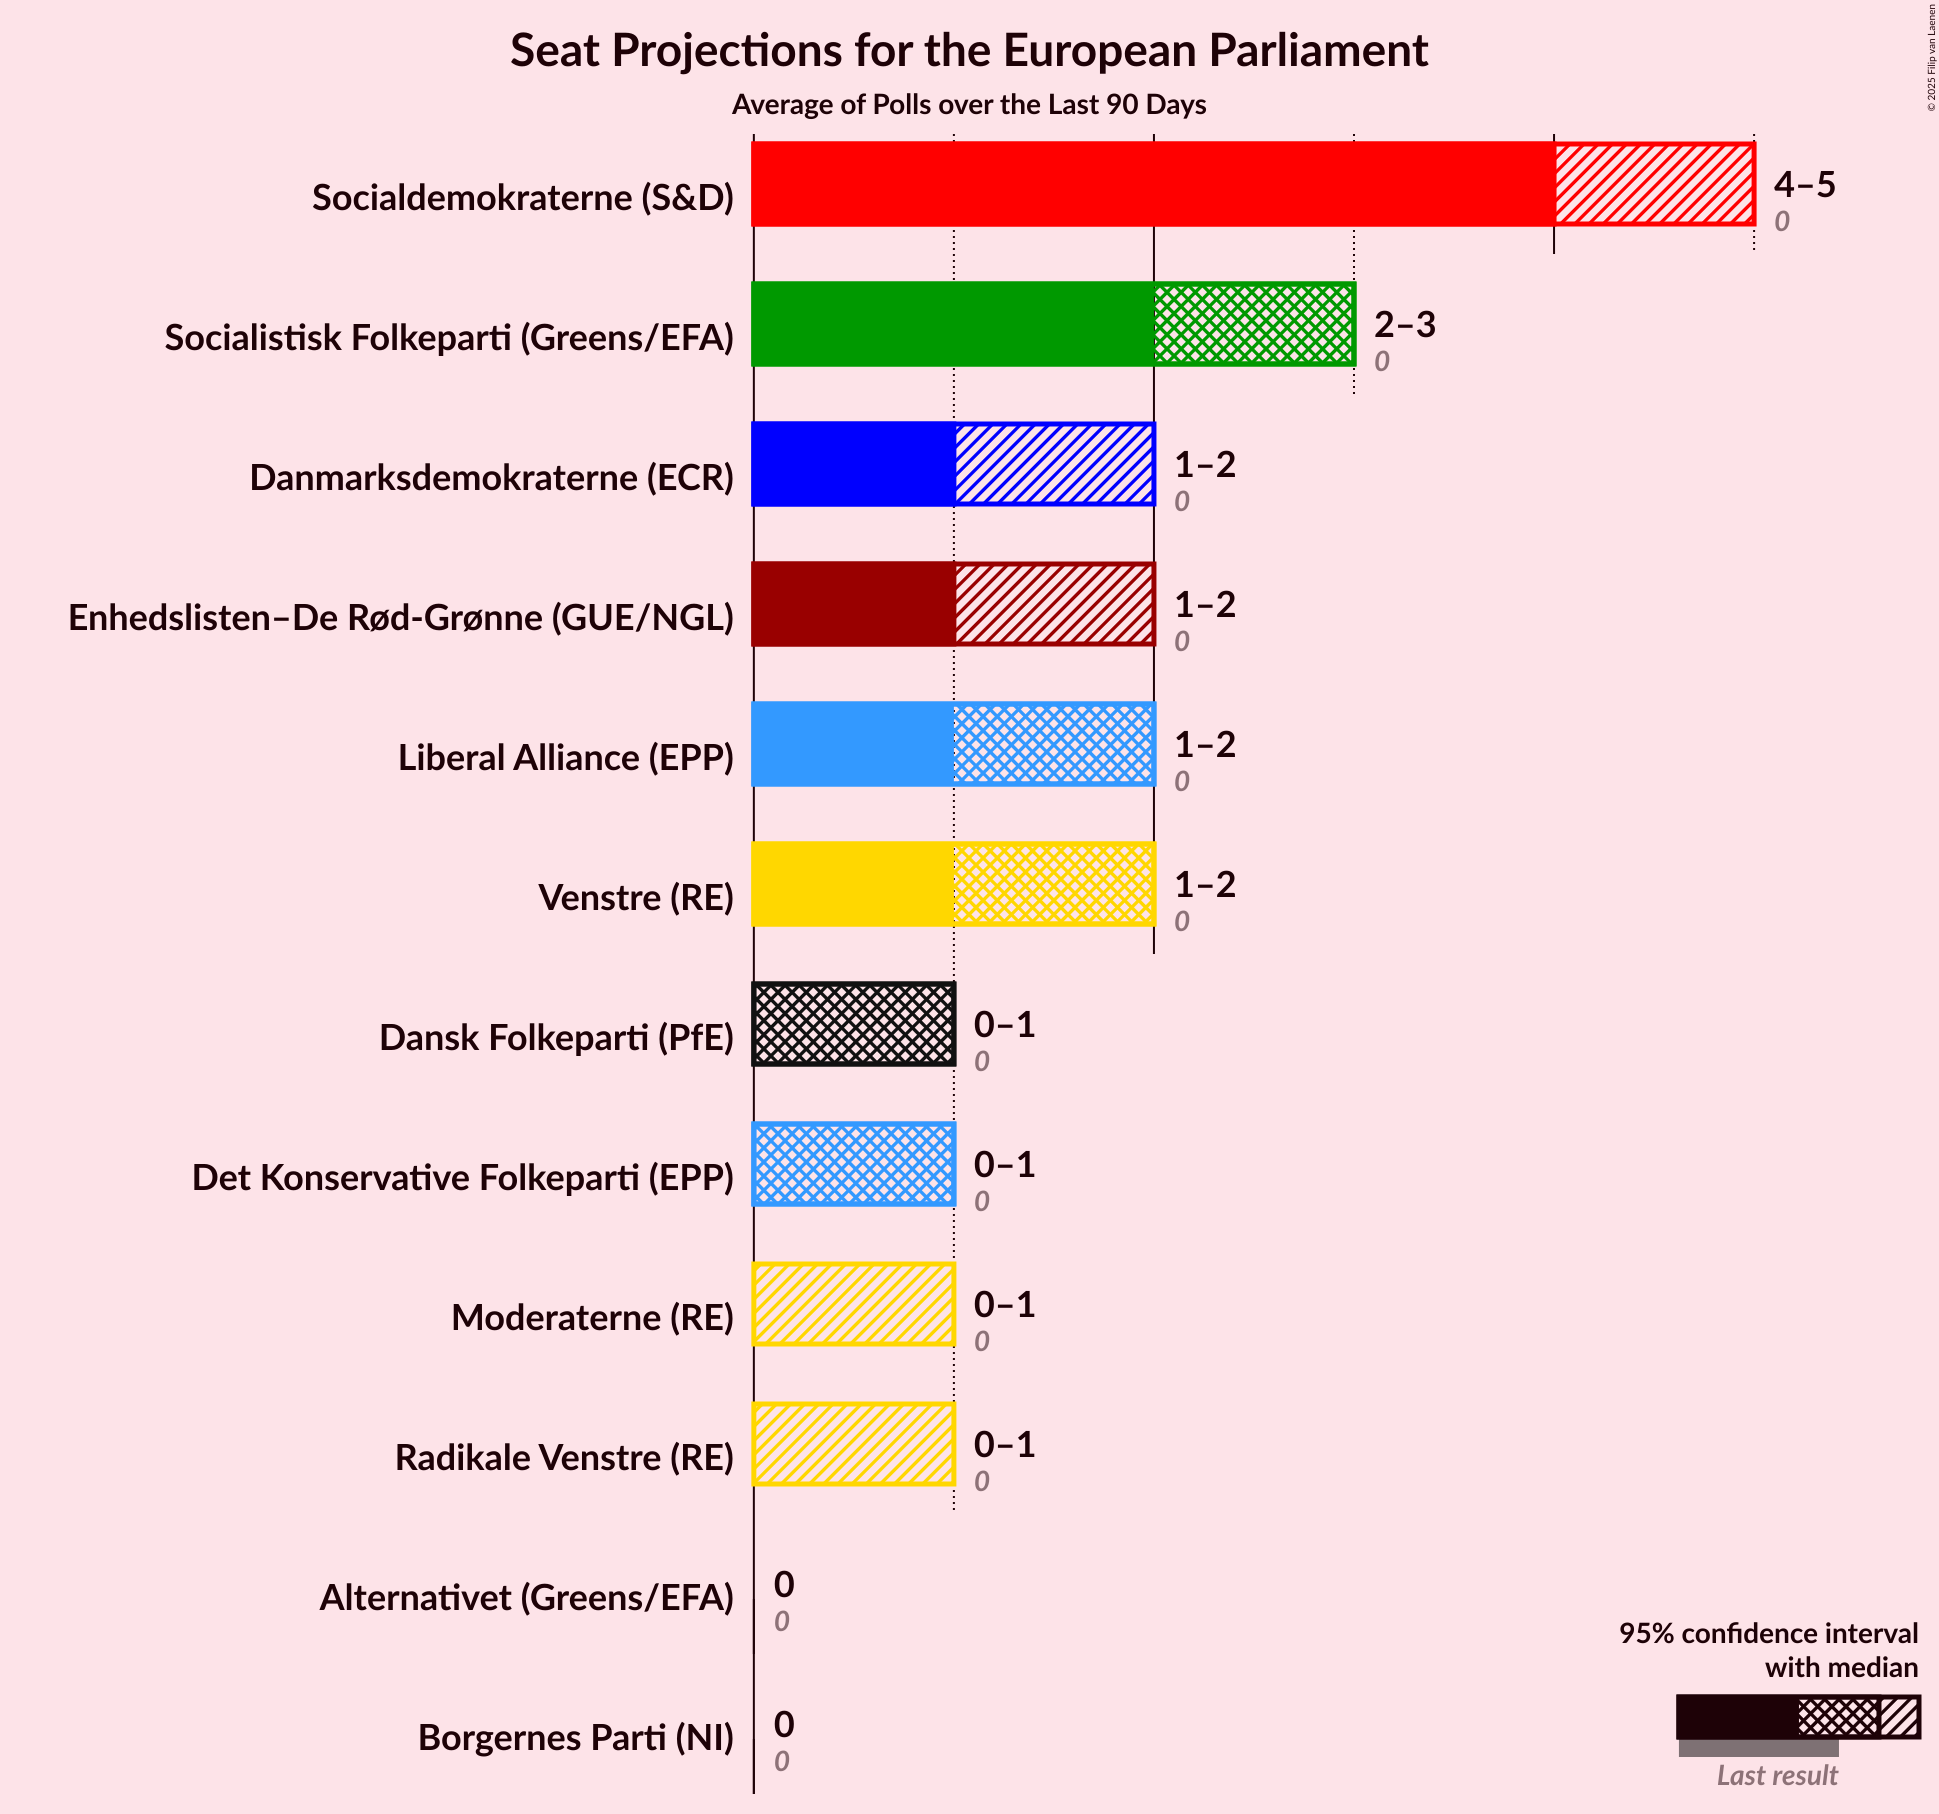 Seat Projections for the European Parliament
Average of Polls over the Last 90 Days
© 2025 Filip van Laenen
Socialdemokraterne (S&D)
4–5
0
Socialistisk Folkeparti (Greens/EFA)
2–3
0
Danmarksdemokraterne (ECR)
1–2
0
Enhedslisten–De Rød-Grønne (GUE/NGL)
1–2
0
Liberal Alliance (EPP)
1–2
0
Venstre (RE)
1–2
0
Dansk Folkeparti (PfE)
0–1
0
Det Konservative Folkeparti (EPP)
0–1
0
Moderaterne (RE)
0–1
0
Radikale Venstre (RE)
0–1
0
Alternativet (Greens/EFA)
0
0
Borgernes Parti (NI)
0
0
95% confidence interval
with median
Last result